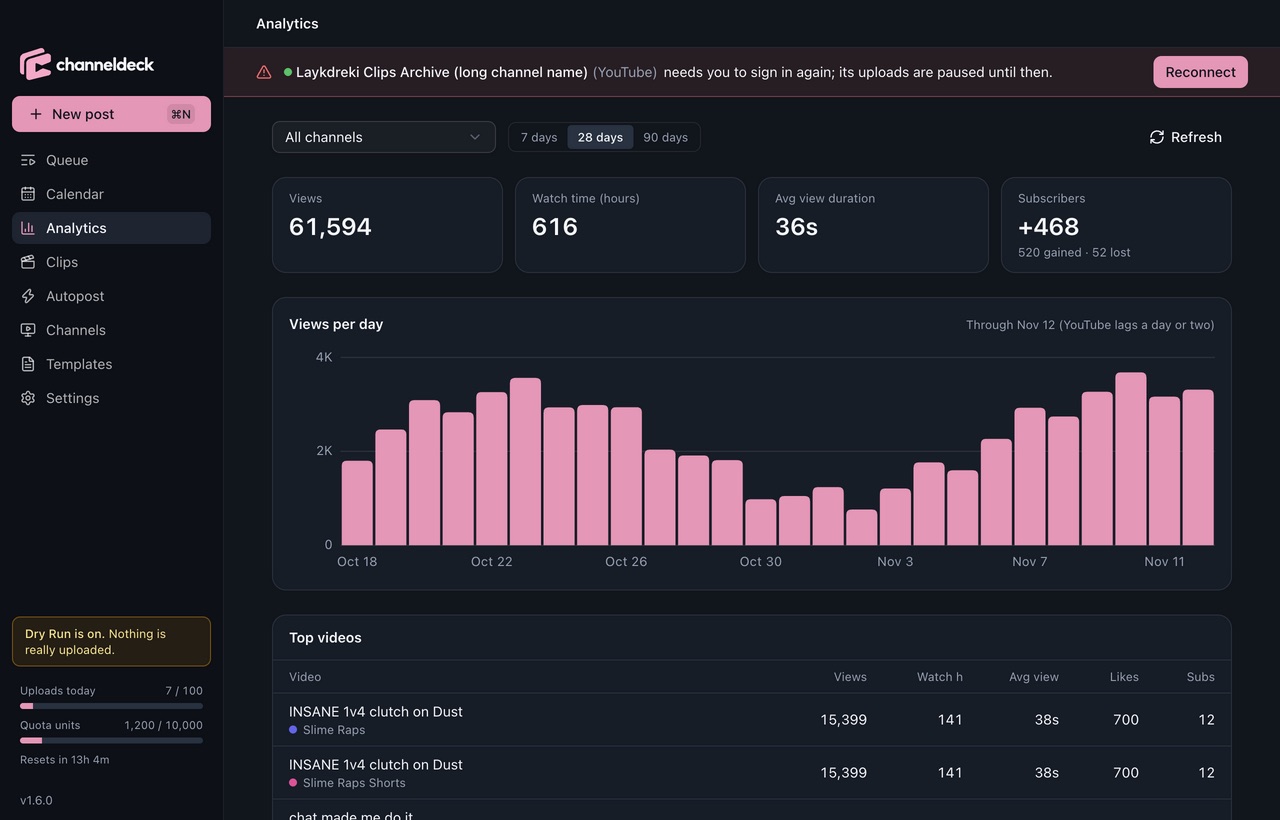 Analytics
channeldeck
Laykdreki Clips Archive (long channel name) (YouTube) needs you to sign in again; its uploads are paused until then.
Reconnect
New post ⌘N
Queue
Calendar
Analytics
Clips
Autopost
Channels
Templates
Settings
All channels
7 days 28 days 90 days
Refresh
Views
61,594
Watch time (hours)
616
Avg view duration
36s
Subscribers
+468
520 gained · 52 lost
Views per day
Through Nov 12 (YouTube lags a day or two)
4K
2K
0
Oct 18 Oct 22 Oct 26 Oct 30 Nov 3 Nov 7 Nov 11
Top videos
Video Views Watch h Avg view Likes Subs
INSANE 1v4 clutch on Dust
Slime Raps
15,399 141 38s 700 12
INSANE 1v4 clutch on Dust
Slime Raps Shorts
15,399 141 38s 700 12
chat made me do it
Dry Run is on. Nothing is
really uploaded.
Uploads today 7 / 100
Quota units 1,200 / 10,000
Resets in 13h 4m
v1.6.0